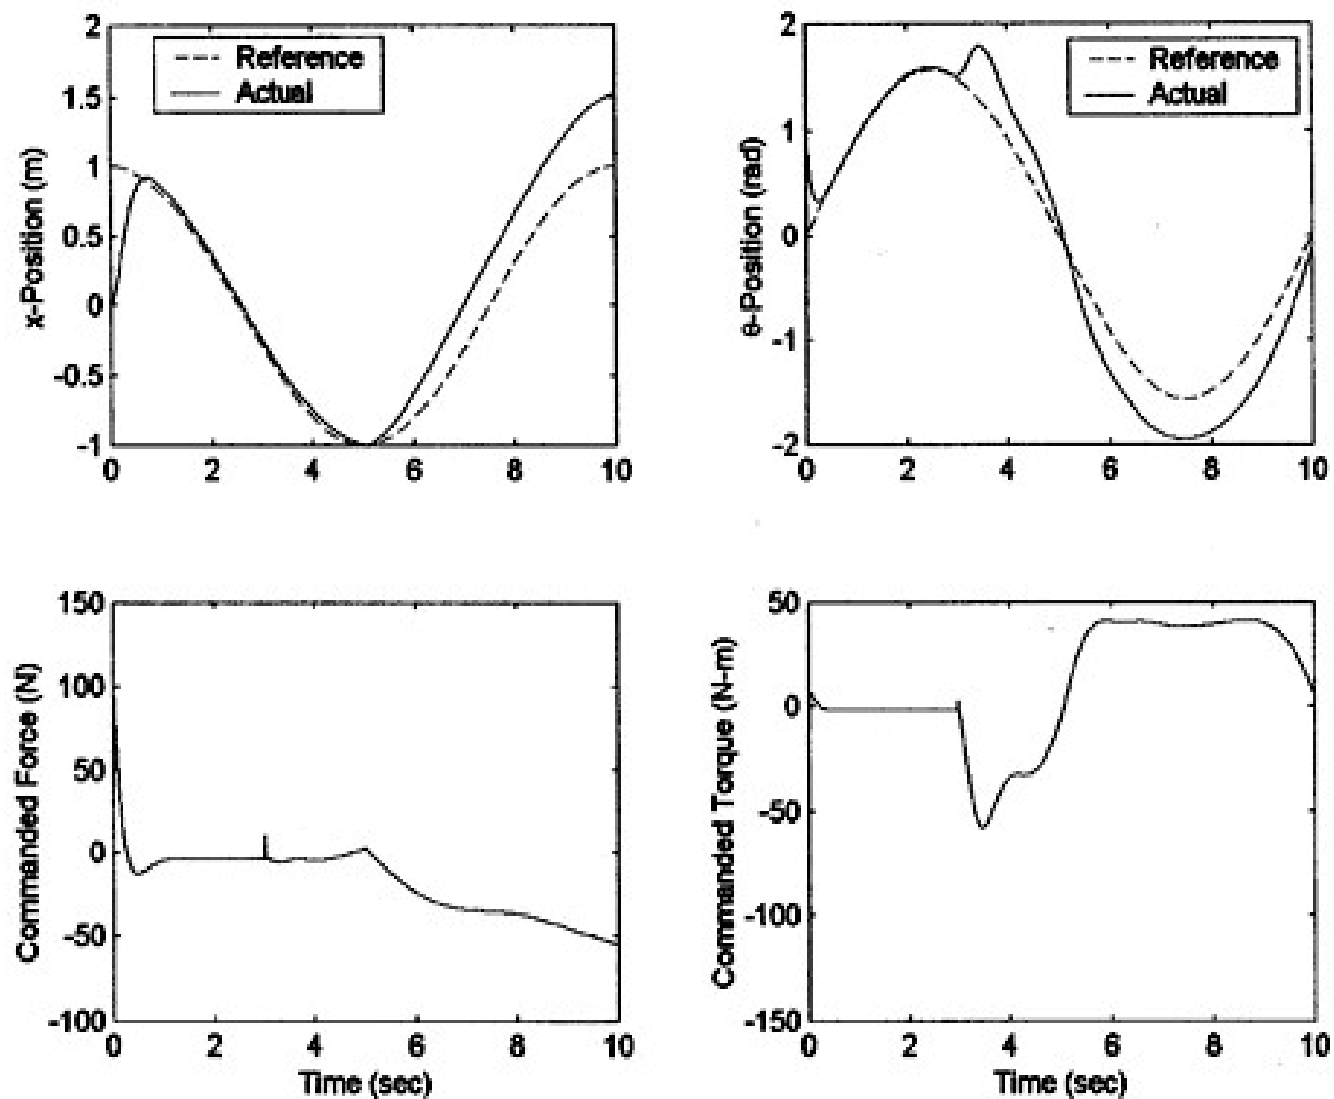 2
1.5
1
0.5
0
-0.5
-1
x-Position (m)
Reference
Actual
0 2 4 6 8 10
2
1
0
-1
-2
θ-Position (rad)
Reference
Actual
0 2 4 6 8 10
150
100
50
0
-50
-100
Commanded Force (N)
0 2 4 6 8 10
Time (sec)
50
0
-50
-100
-150
Commanded Torque (N-m)
0 2 4 6 8 10
Time (sec)